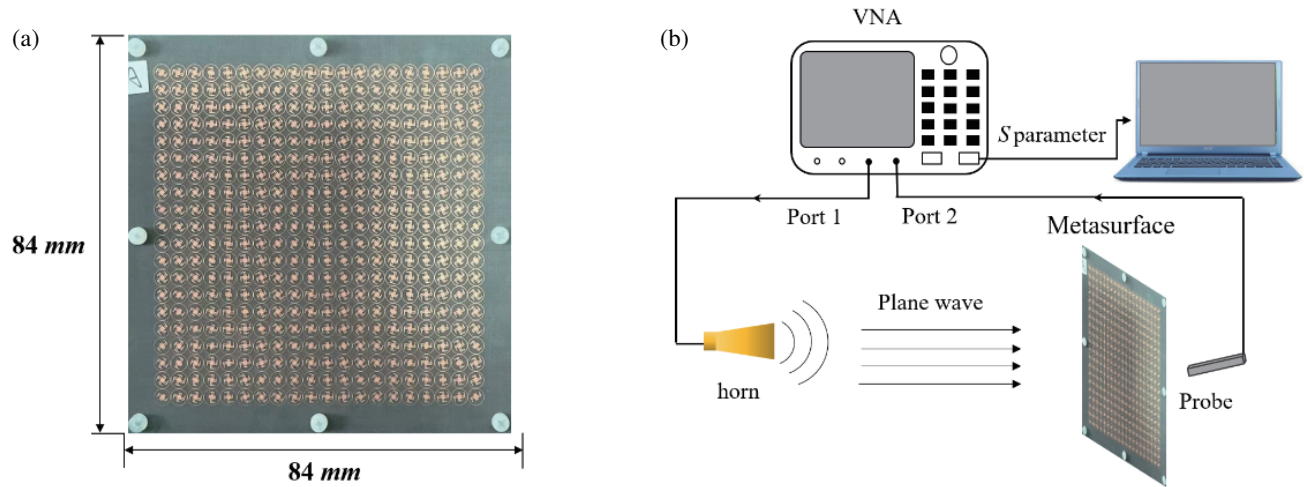 (a)
84 mm
84 mm
(b)
VNA
S parameter
Port 1
Port 2
Metasurface
Plane wave
horn
Probe